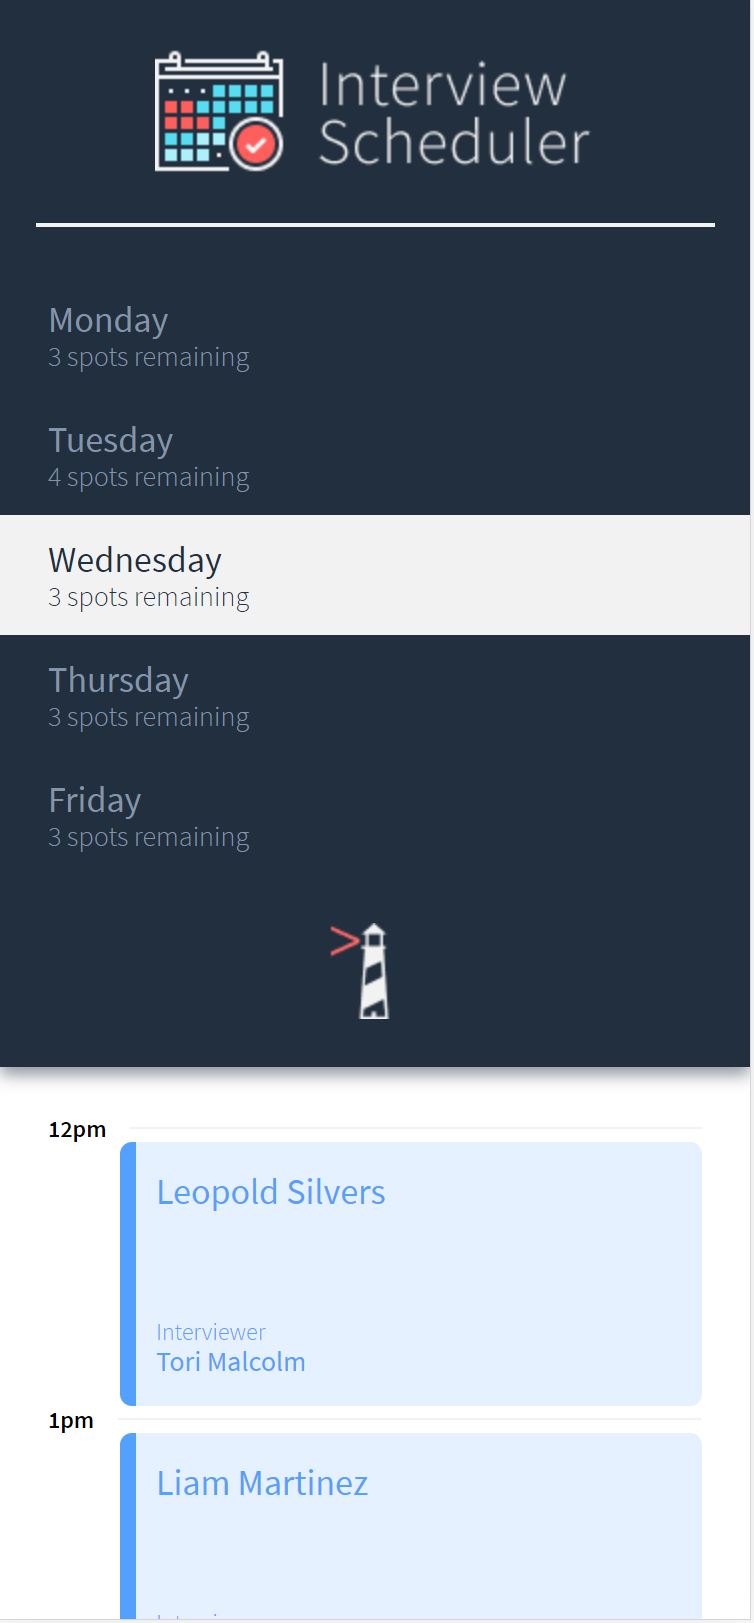 Interview
Scheduler
Monday
3 spots remaining
Tuesday
4 spots remaining
Wednesday
3 spots remaining
Thursday
3 spots remaining
Friday
3 spots remaining
12pm
Leopold Silvers
Interviewer
Tori Malcolm
1pm
Liam Martinez